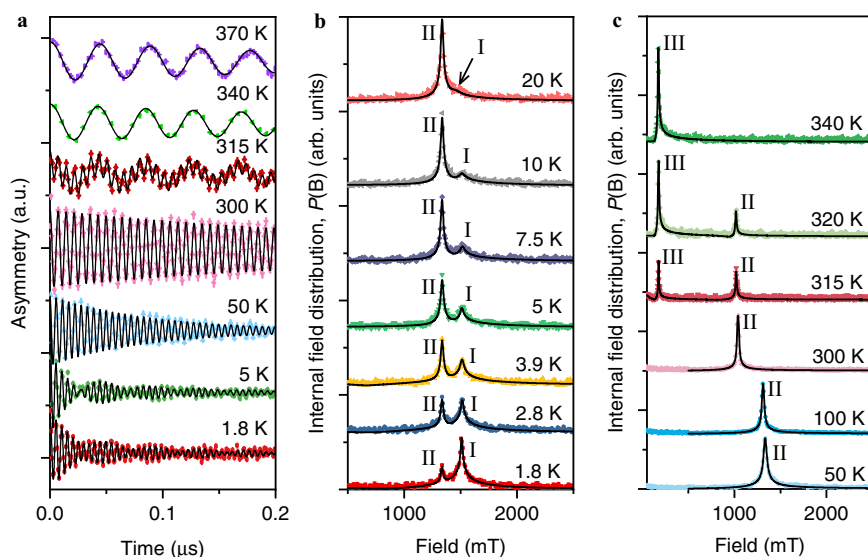 a
Asymmetry (a.u.)
370 K
340 K
315 K
300 K
50 K
5 K
1.8 K
0.0
0.1
0.2
Time (µs)
b
Internal field distribution, P(B) (arb. units)
II
I
20 K
II
I
10 K
II
I
7.5 K
II
I
5 K
II
I
3.9 K
II
I
2.8 K
II
I
1.8 K
1000
2000
Field (mT)
c
Internal field distribution, P(B) (arb. units)
III
340 K
III
II
320 K
III
II
315 K
II
300 K
II
100 K
II
50 K
1000
2000
Field (mT)